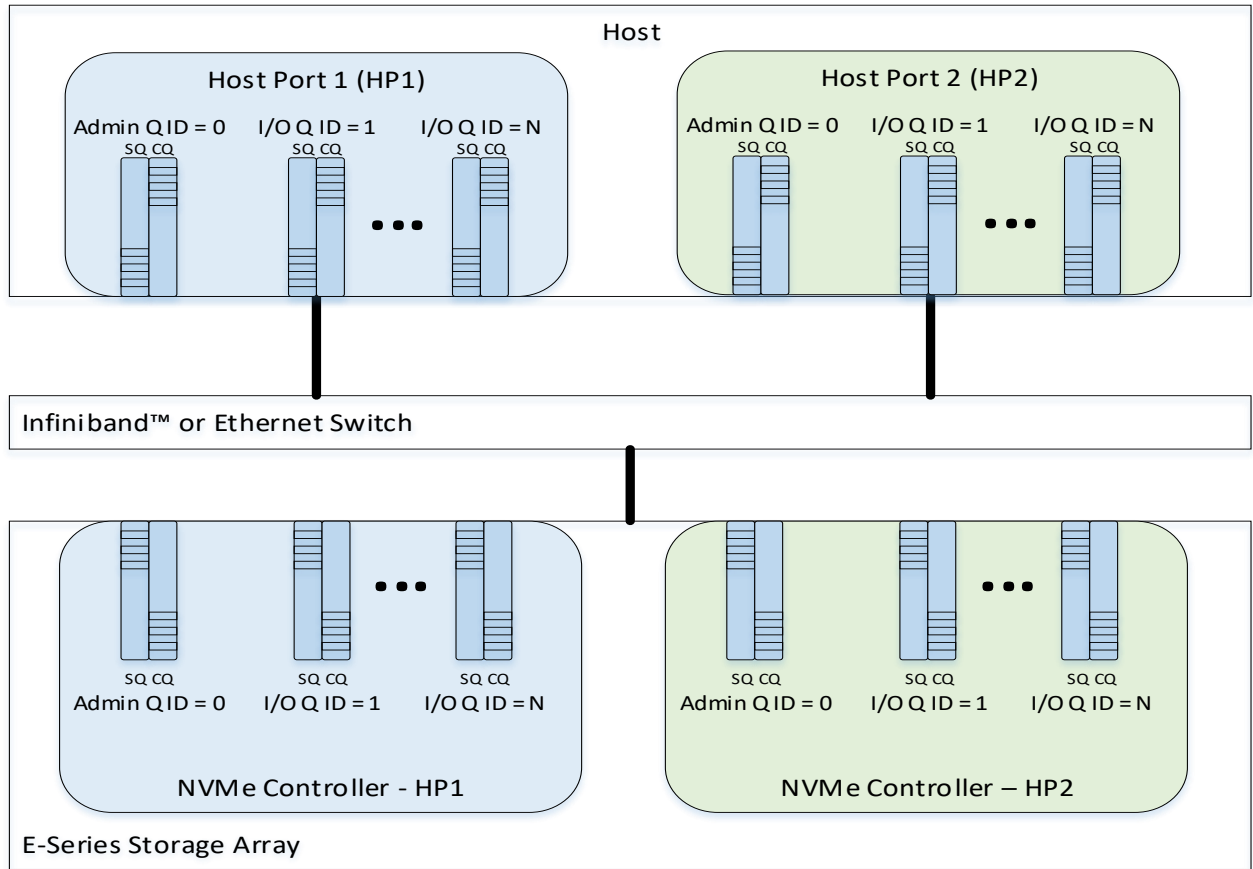 Host
Host Port 1 (HP1)
Admin Q ID = 0 I/O Q ID = 1 I/O Q ID = N
SQ CQ SQ CQ SQ CQ
Host Port 2 (HP2)
Admin Q ID = 0 I/O Q ID = 1 I/O Q ID = N
SQ CQ SQ CQ SQ CQ
Infiniband™ or Ethernet Switch
SQ CQ SQ CQ SQ CQ
Admin Q ID = 0 I/O Q ID = 1 I/O Q ID = N
NVMe Controller - HP1
SQ CQ SQ CQ SQ CQ
Admin Q ID = 0 I/O Q ID = 1 I/O Q ID = N
NVMe Controller – HP2
E-Series Storage Array